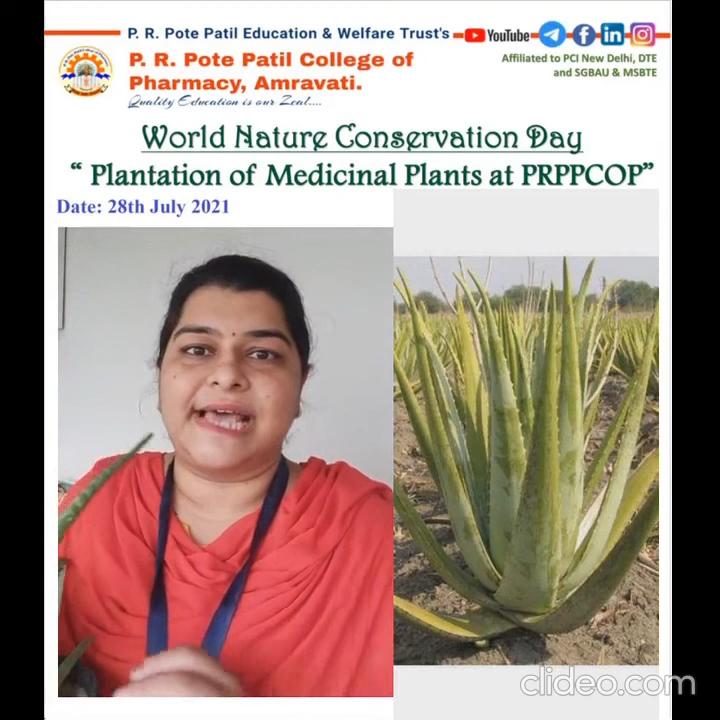 P. R. Pote Patil Education & Welfare Trust's
YouTube
P. R. Pote Patil College of
Pharmacy, Amravati.
Quality Education is our Zeal....
Affiliated to PCI New Delhi, DTE
and SGBAU & MSBTE
World Nature Conservation Day
“ Plantation of Medicinal Plants at PRPPCOP”
Date: 28th July 2021
clideo.com